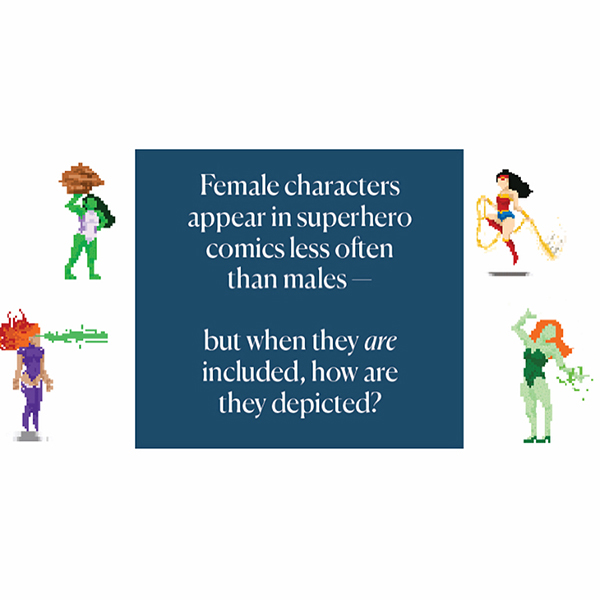 Female characters
appear in superhero
comics less often
than males —
but when they are
included, how are
they depicted?